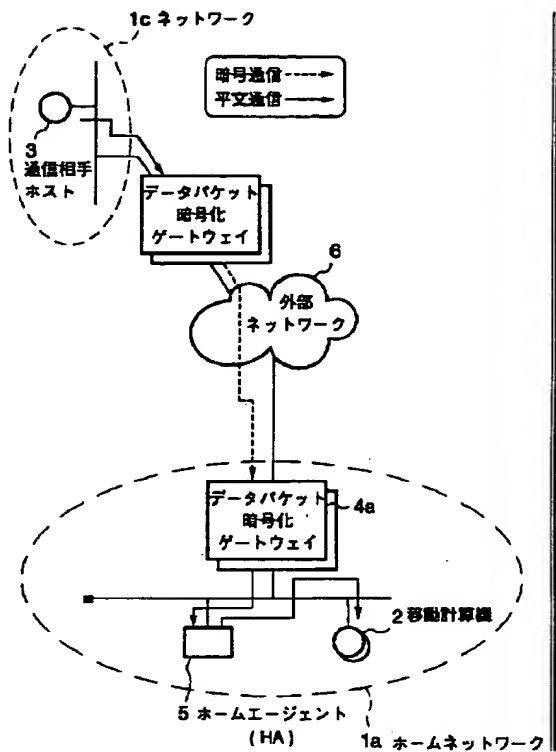 1c ネットワーク
暗号通信
平文通信
3
通信相手
ホスト
データパケット
暗号化
ゲートウェイ
6
外部
ネットワーク
データパケット
暗号化
ゲートウェイ
4a
2 移動計算機
5 ホームエージェント
(HA)
1a ホームネットワーク